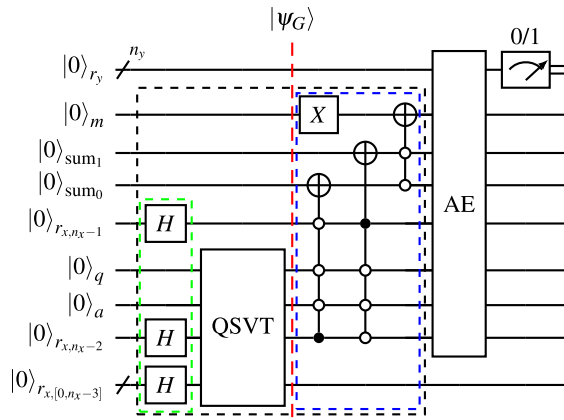 |ψ_G⟩
0/1
|0⟩_{r_y} n_y
|0⟩_m X
|0⟩_{sum_1}
|0⟩_{sum_0} AE
|0⟩_{r_{x,n_x−1}} H
|0⟩_q
|0⟩_a QSVT
|0⟩_{r_{x,n_x−2}} H
|0⟩_{r_{x,[0,n_x−3]}} H